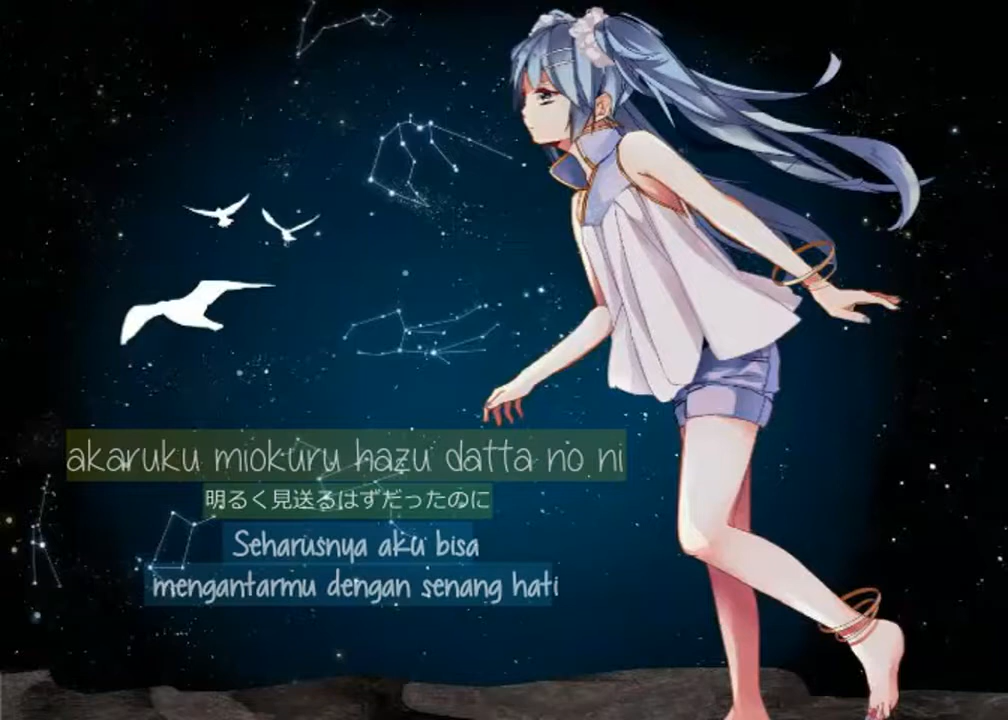 akaruku miokuru hazu datta no ni
明るく見送るはずだったのに
Seharusnya aku bisa
mengantarmu dengan senang hati